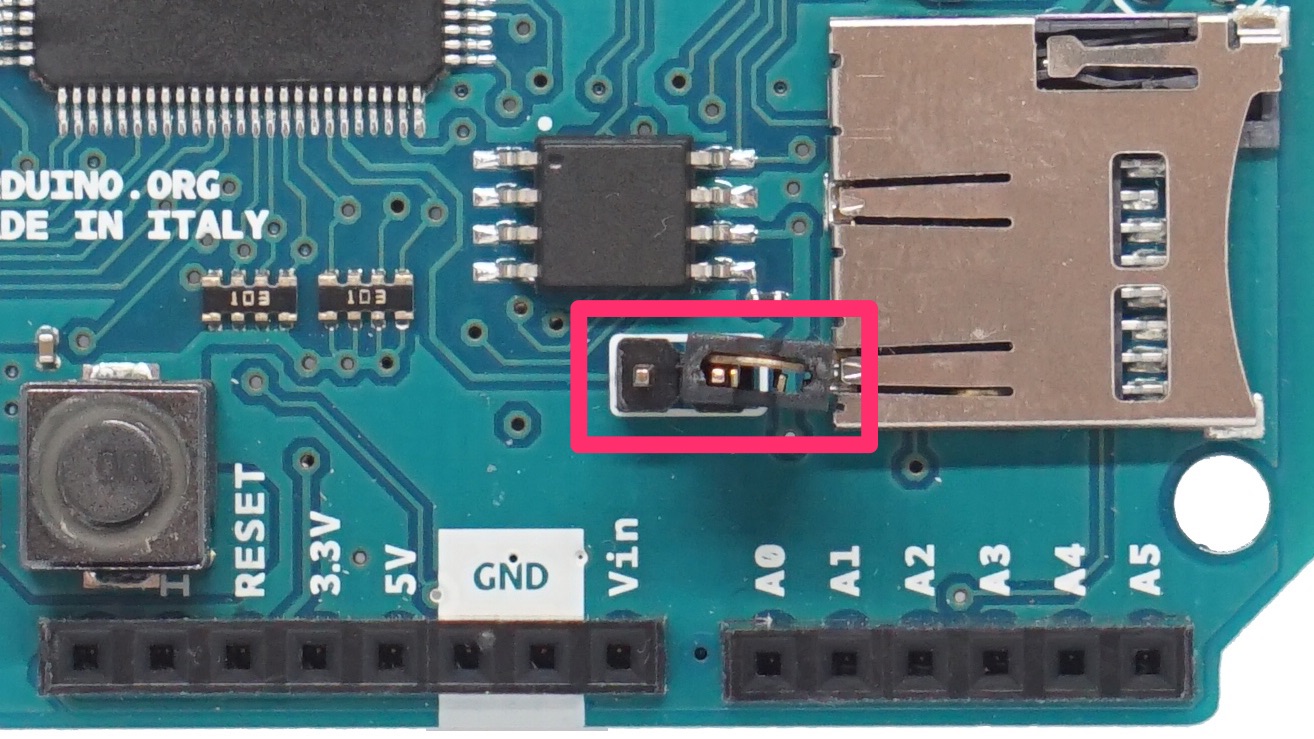 DUINO.ORG
DE IN ITALY
103
103
RESET
3.3V
5V
GND
Vin
A0
A1
A2
A3
A4
A5